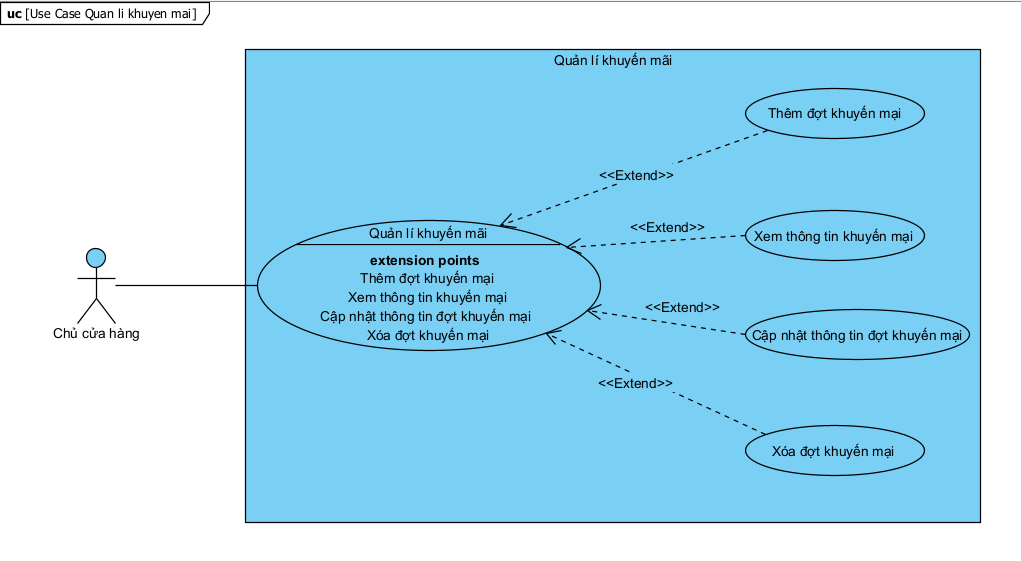 uc [Use Case Quan li khuyen mai]
Quản lí khuyến mãi
Thêm đợt khuyến mại
<<Extend>>
<<Extend>>
Xem thông tin khuyến mại
Quản lí khuyến mãi
extension points
Thêm đợt khuyến mại
Xem thông tin khuyến mại
Cập nhật thông tin đợt khuyến mại
Xóa đợt khuyến mại
Chủ cửa hàng
<<Extend>>
Cập nhật thông tin đợt khuyến mại
<<Extend>>
Xóa đợt khuyến mại